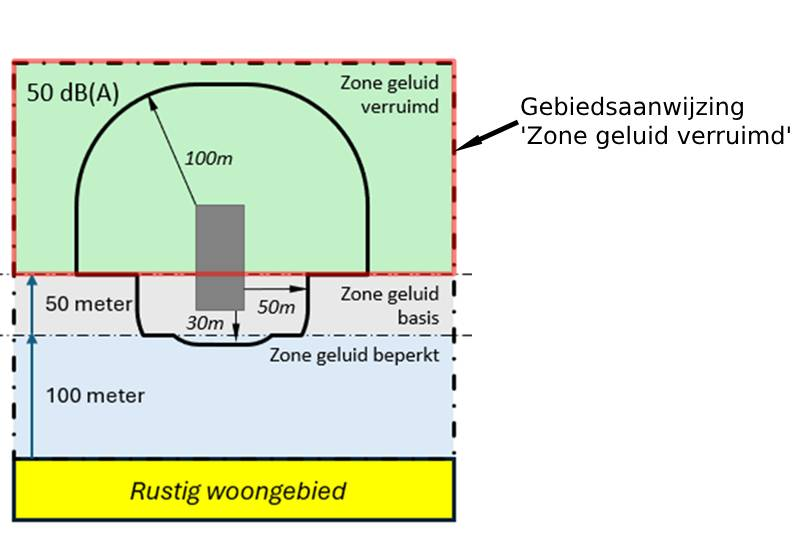 50 dB(A)
Zone geluid
verruimd
Gebiedsaanwijzing
'Zone geluid verruimd'
100m
50 meter
Zone geluid
basis
50m
30m
Zone geluid beperkt
100 meter
Rustig woongebied